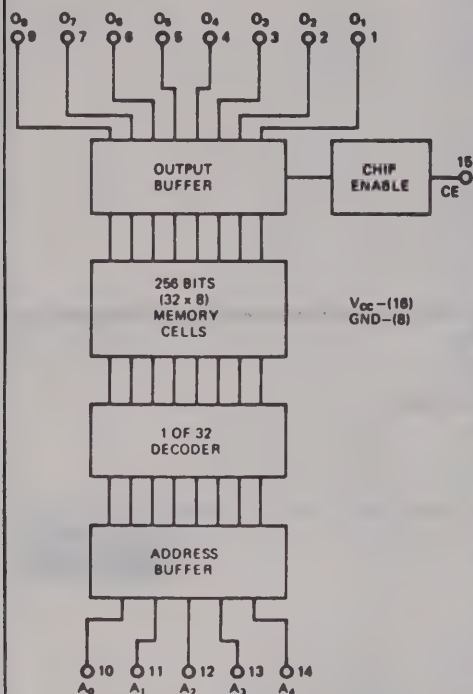 O₈ O₇ O₆ O₅ O₄ O₃ O₂ O₁
9 7 6 5 4 3 2 1
OUTPUT
BUFFER
CHIP
ENABLE
15
CE
256 BITS
(32 x 8)
MEMORY
CELLS
VCC–(16)
GND–(8)
1 OF 32
DECODER
ADDRESS
BUFFER
10 11 12 13 14
A₀ A₁ A₂ A₃ A₄